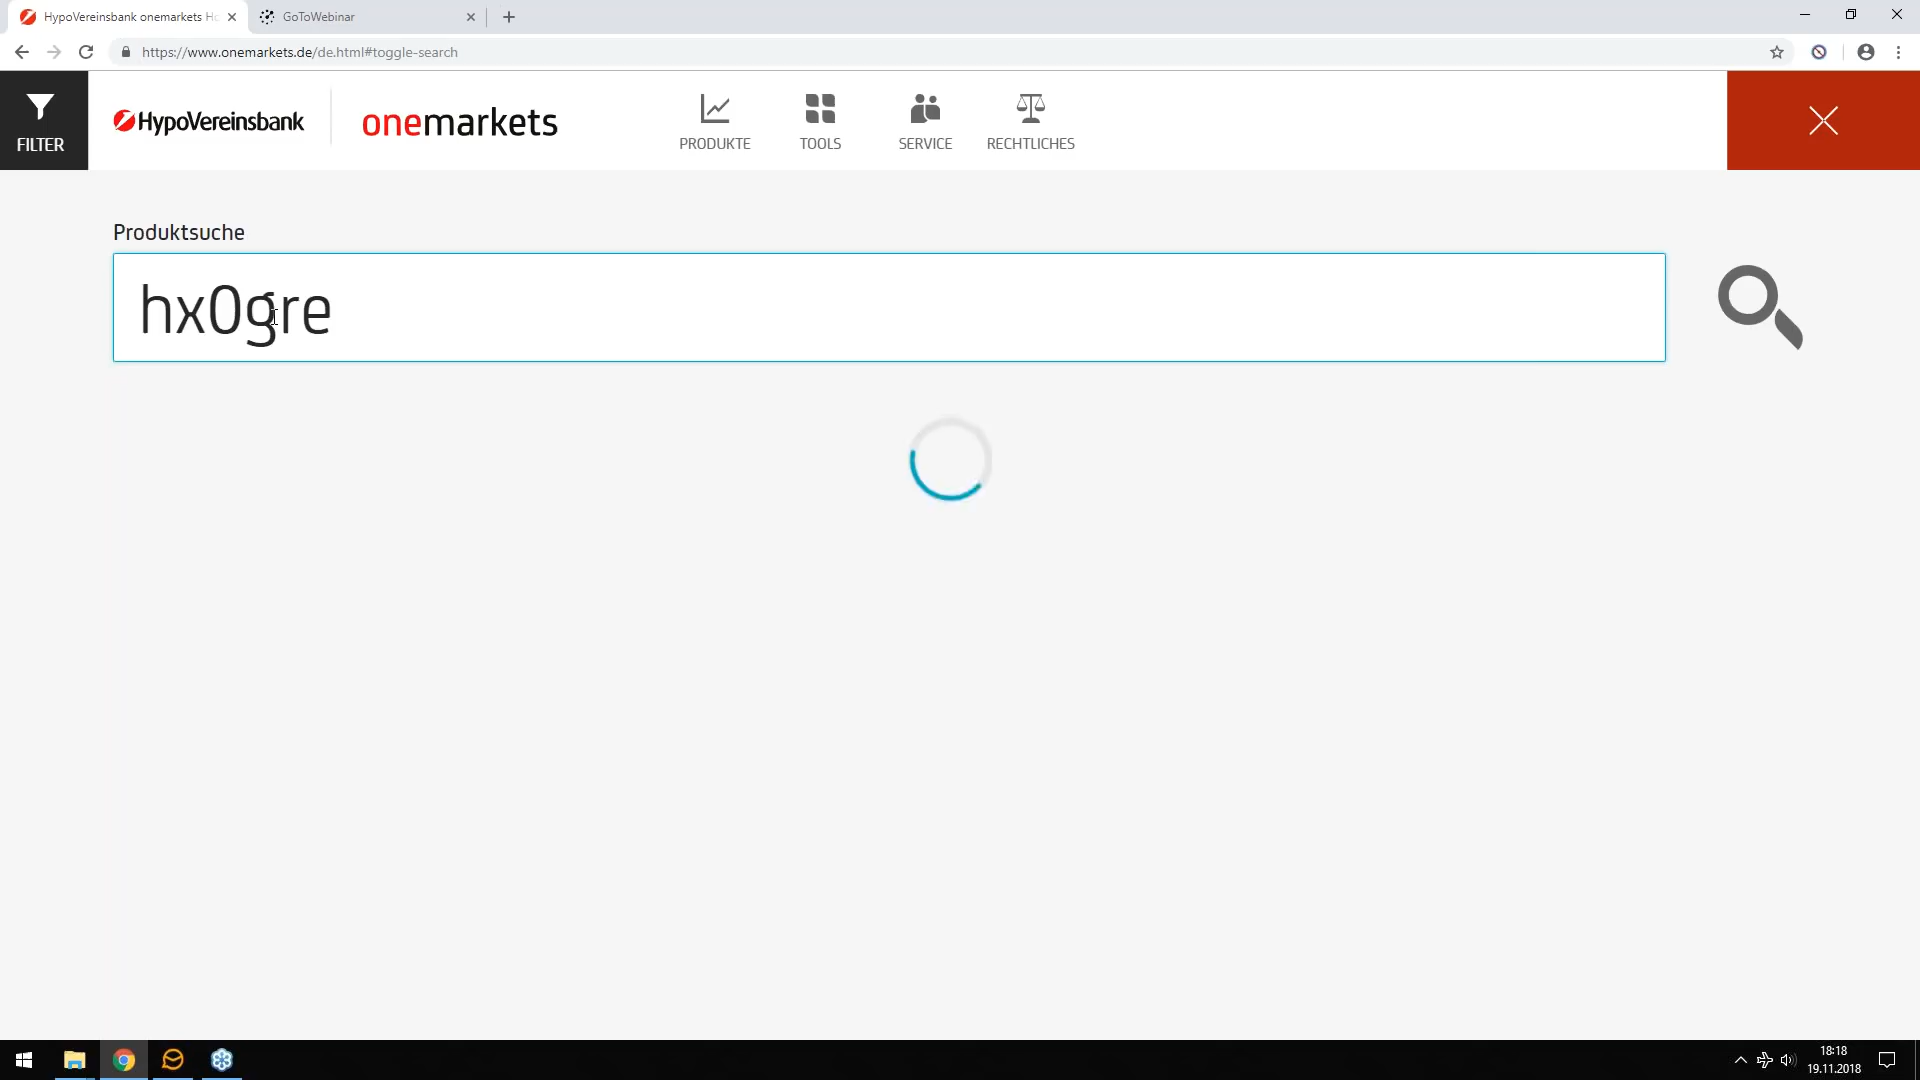 HypoVereinsbank onemarkets Ho
GoToWebinar
https://www.onemarkets.de/de.html#toggle-search
FILTER
HypoVereinsbank
onemarkets
PRODUKTE
TOOLS
SERVICE
RECHTLICHES
Produktsuche
hx0gre
18:18
19.11.2018